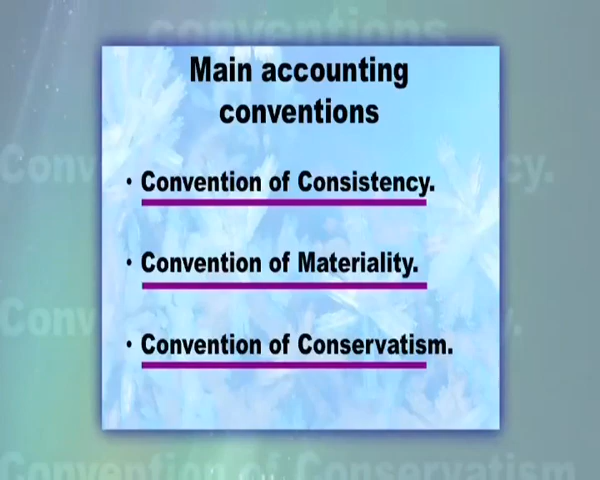 Main accounting
conventions
• Convention of Consistency.
• Convention of Materiality.
• Convention of Conservatism.